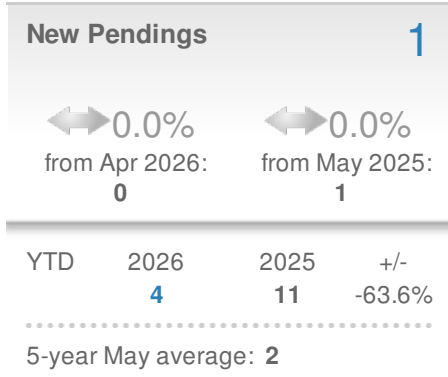 New Pendings 1
0.0% 0.0%
from Apr 2026: from May 2025:
0 1
YTD 2026 2025 +/-
4 11 -63.6%
5-year May average: 2